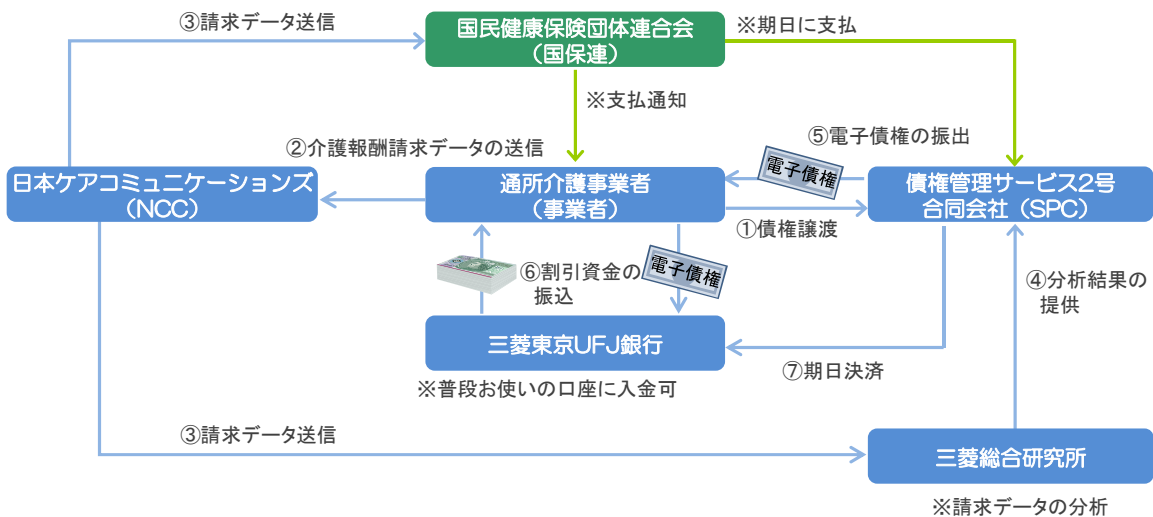 ③請求データ送信
国民健康保険団体連合会
（国保連）
※期日に支払
※支払通知
②介護報酬請求データの送信
⑤電子債権の振出
日本ケアコミュニケーションズ
（NCC）
通所介護事業者
（事業者）
電子債権
債権管理サービス2号
合同会社（SPC）
①債権譲渡
⑥割引資金の
振込
電子債権
④分析結果の
提供
三菱東京UFJ銀行
⑦期日決済
※普段お使いの口座に入金可
③請求データ送信
三菱総合研究所
※請求データの分析